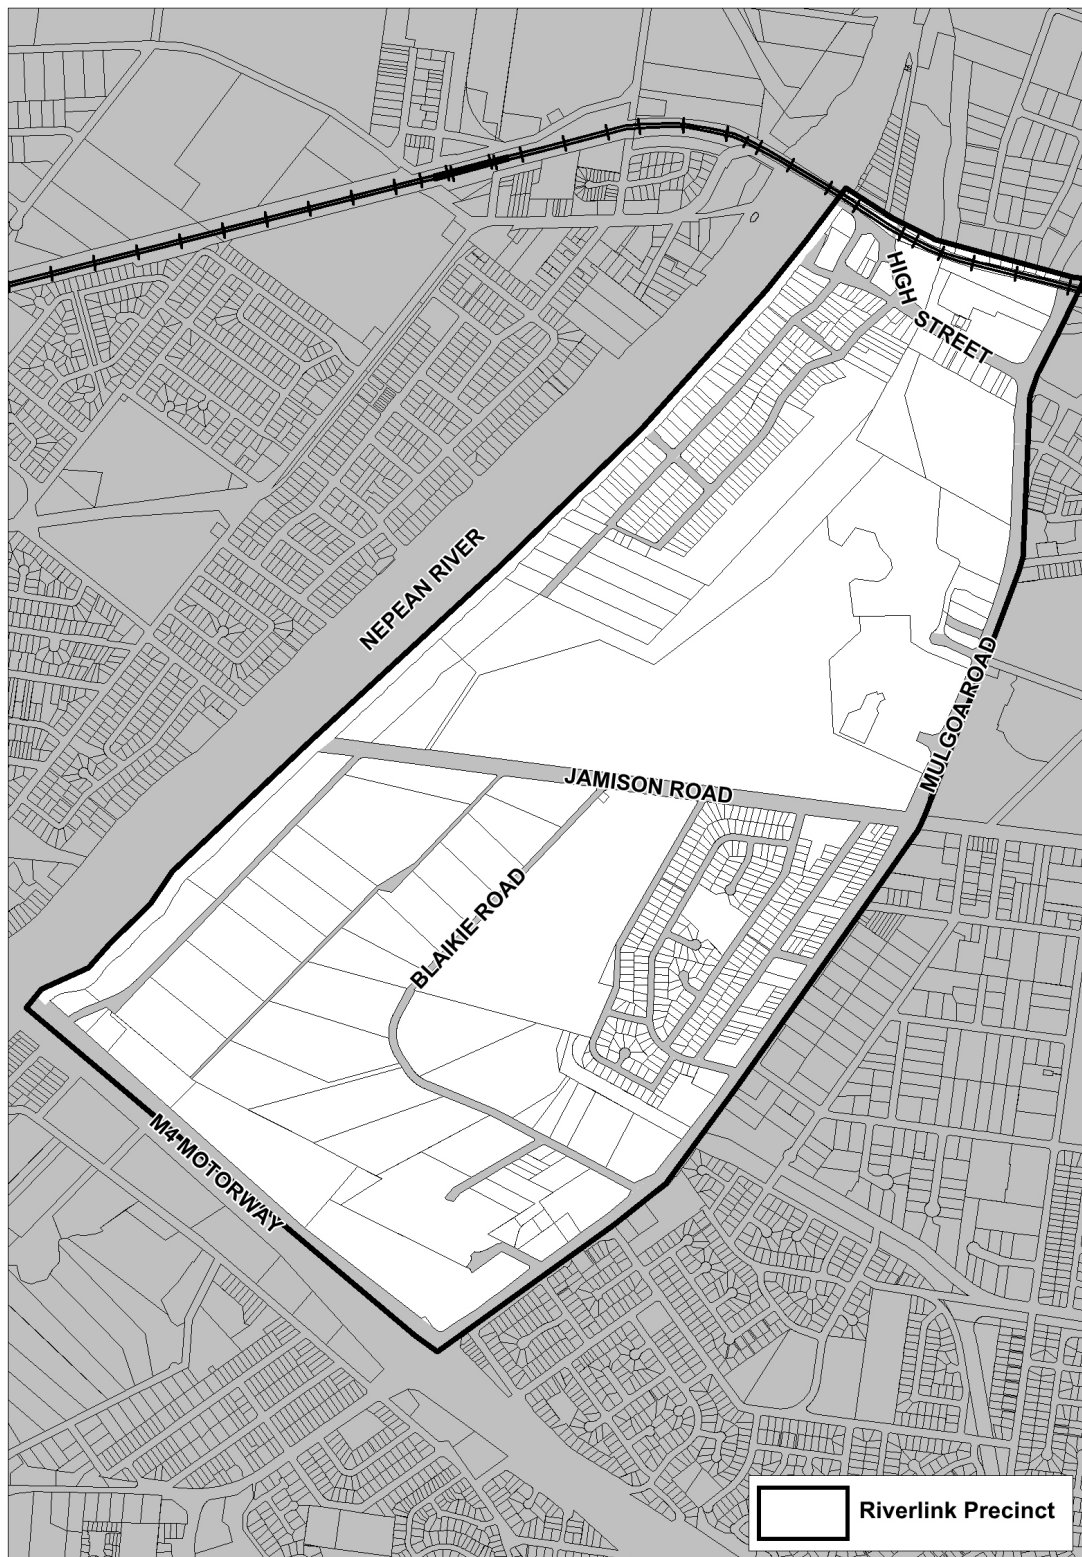 HIGH STREET
NEPEAN RIVER
MULGOA ROAD
JAMISON ROAD
BLAIKIE ROAD
M4 MOTORWAY
Riverlink Precinct